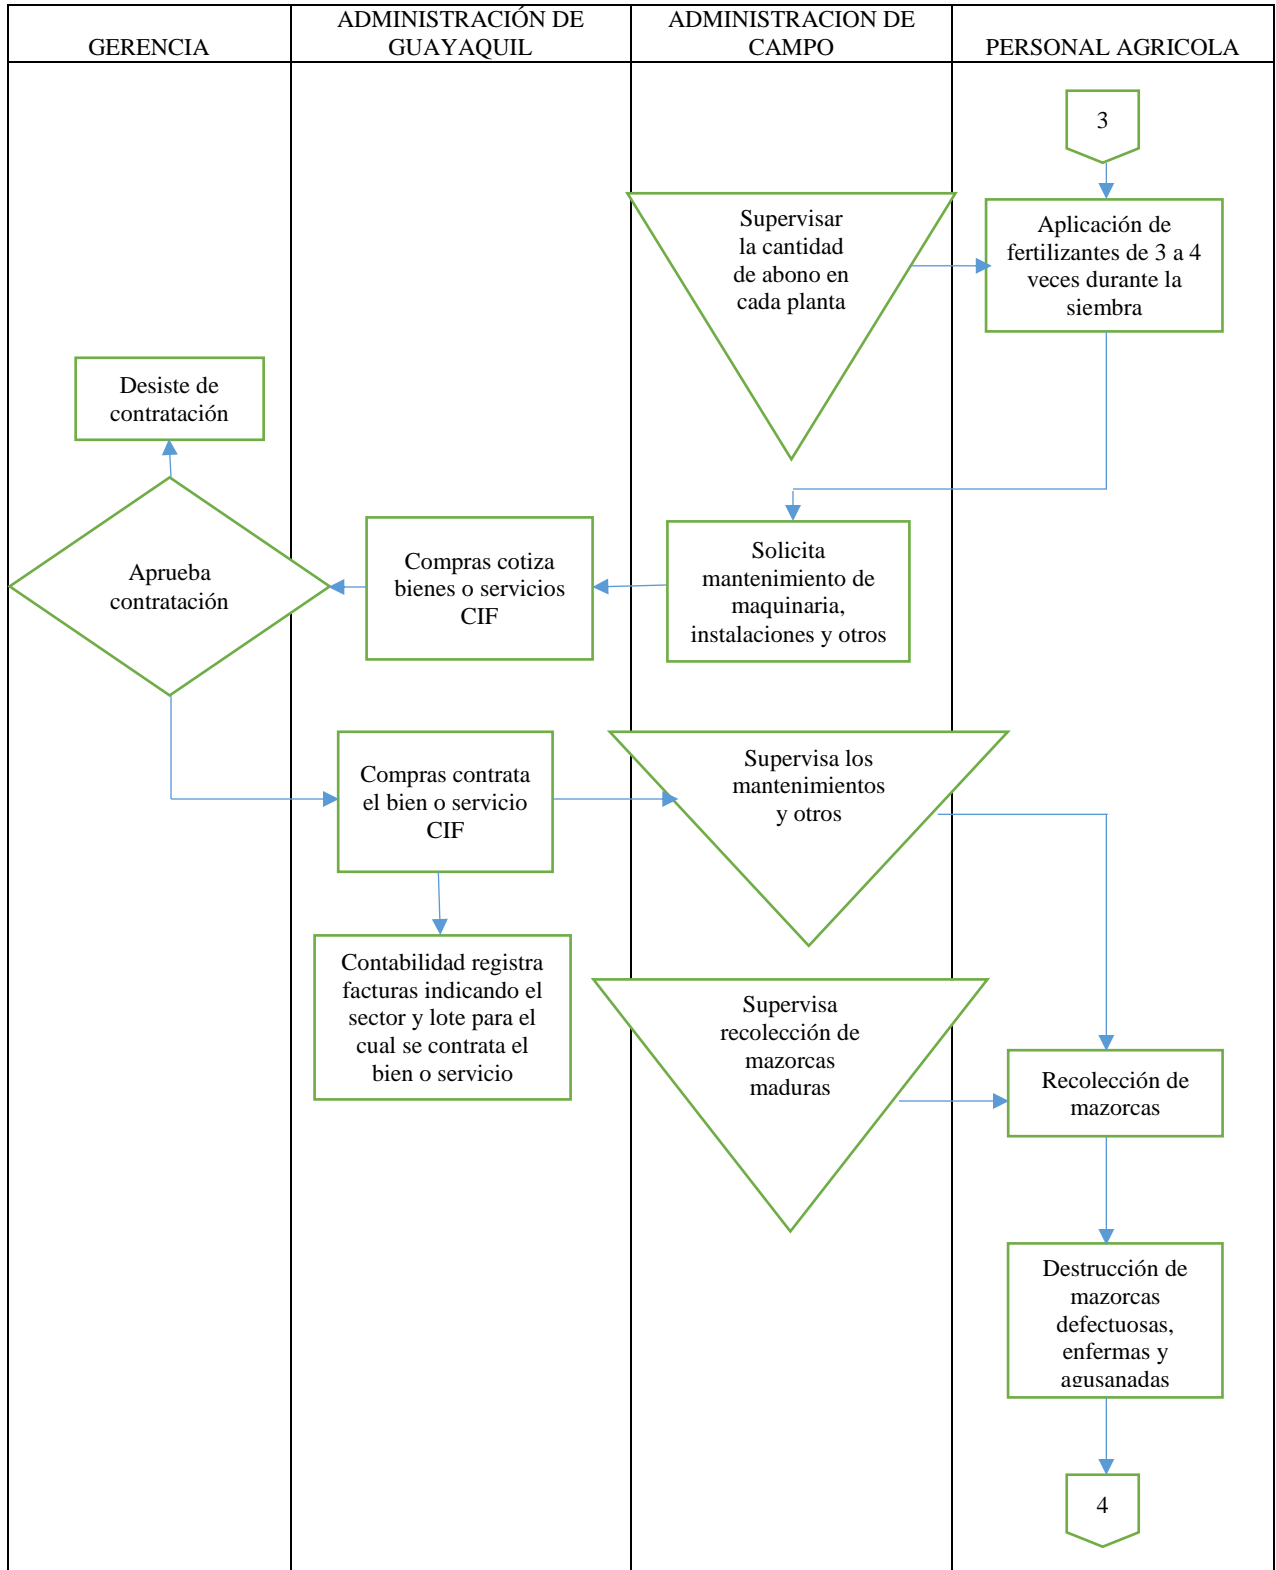 GERENCIA
ADMINISTRACIÓN DE
GUAYAQUIL
ADMINISTRACION DE
CAMPO
PERSONAL AGRICOLA
3
Supervisar
la cantidad
de abono en
cada planta
Aplicación de
fertilizantes de 3 a 4
veces durante la
siembra
Desiste de
contratación
Aprueba
contratación
Compras cotiza
bienes o servicios
CIF
Solicita
mantenimiento de
maquinaria,
instalaciones y otros
Compras contrata
el bien o servicio
CIF
Supervisa los
mantenimientos
y otros
Contabilidad registra
facturas indicando el
sector y lote para el
cual se contrata el
bien o servicio
Supervisa
recolección de
mazorcas
maduras
Recolección de
mazorcas
Destrucción de
mazorcas
defectuosas,
enfermas y
agusanadas
4